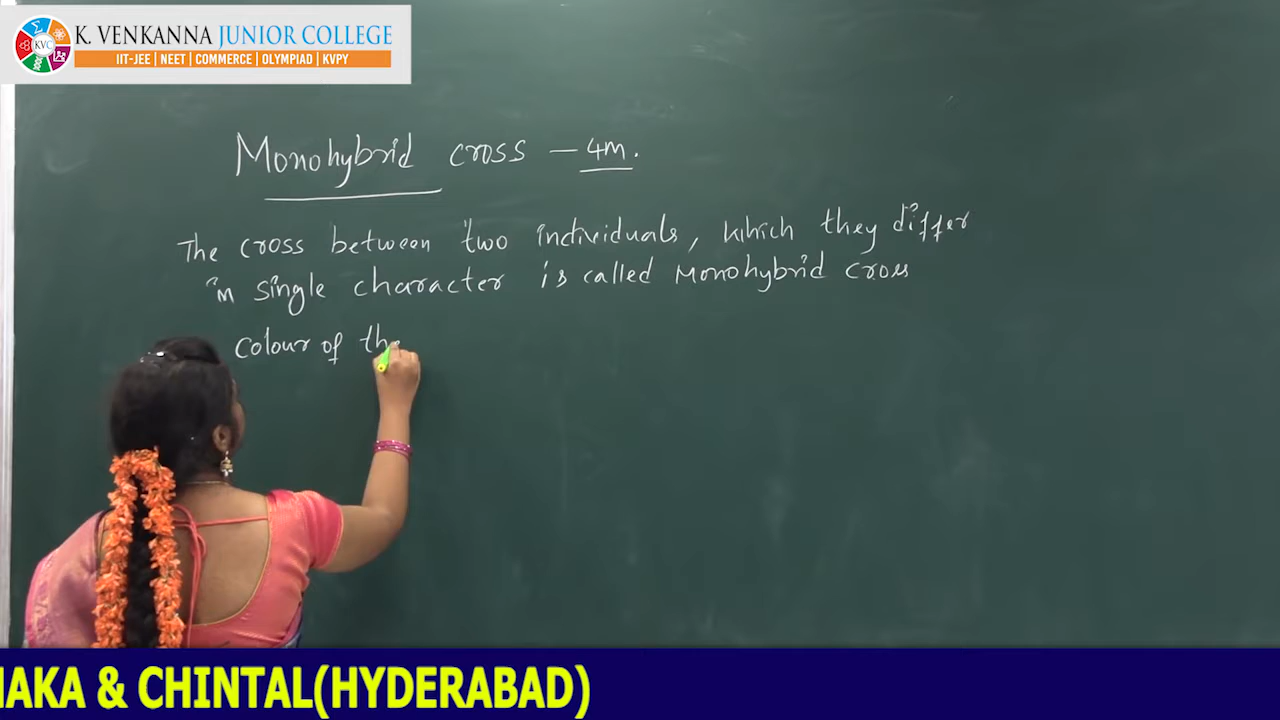 KVC
K. VENKANNA JUNIOR COLLEGE
IIT-JEE | NEET | COMMERCE | OLYMPIAD | KVPY
Monohybrid cross – 4M.
The cross between two individuals, which they differ
in single character is called Monohybrid cross
colour of the
NAKA & CHINTAL(HYDERABAD)